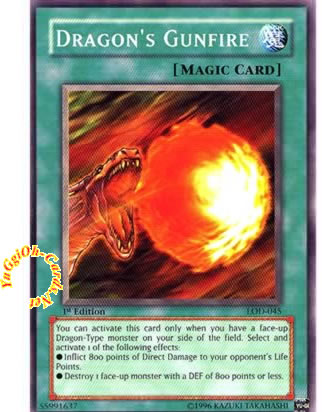 DRAGON'S GUNFIRE
[MAGIC CARD]
YuGgiOh-Cards.Net
1st Edition
LOD-045
You can activate this card only when you have a face-up
Dragon-Type monster on your side of the field. Select and
activate 1 of the following effects:
●Inflict 800 points of Direct Damage to your opponent's Life
Points.
●Destroy 1 face-up monster with a DEF of 800 points or less.
55991637
©1996 KAZUKI TAKAHASHI